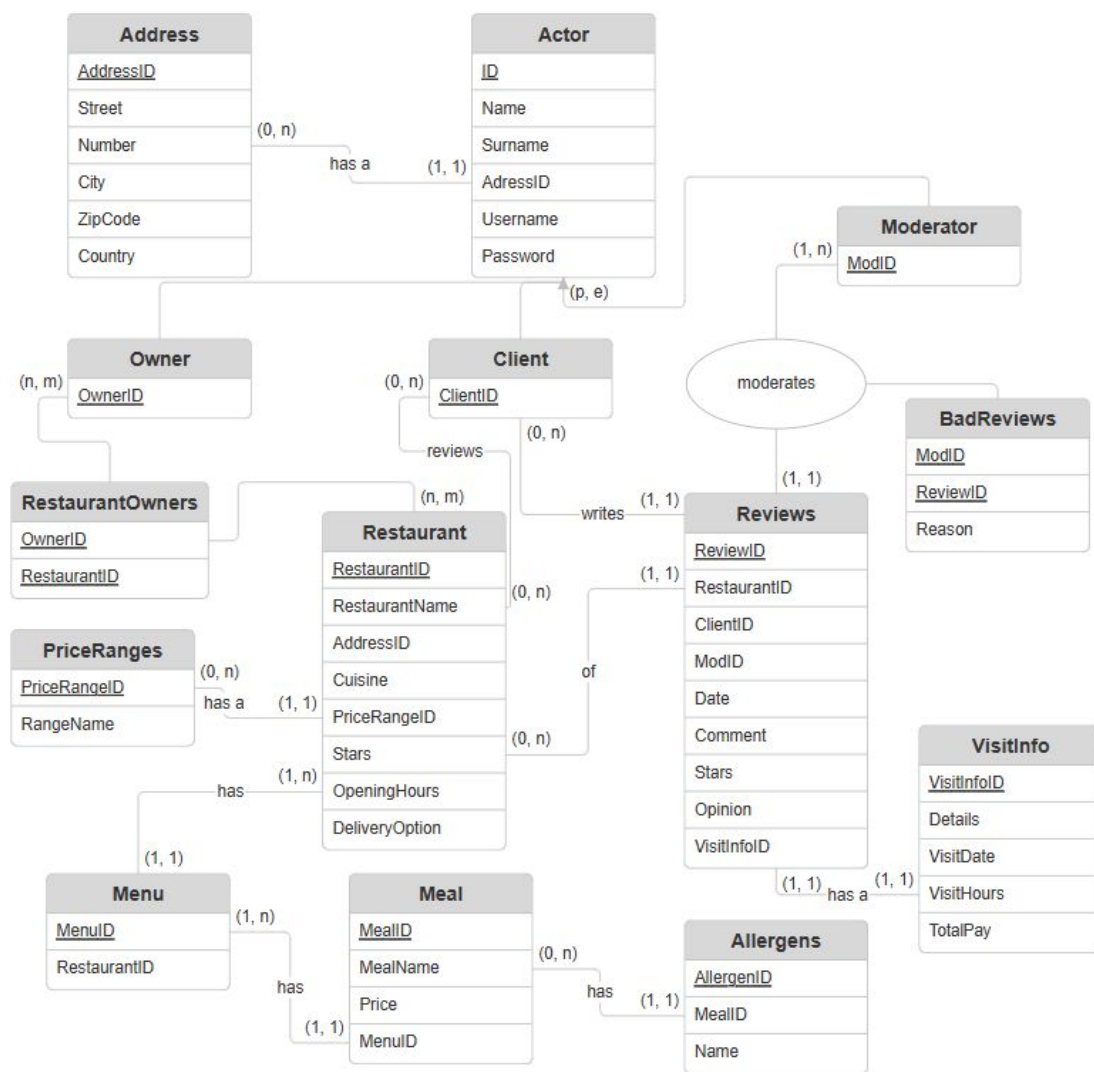 Address
AddressID
Street
Number
City
ZipCode
Country
(0, n)
has a
(1, 1)
Actor
ID
Name
Surname
AdressID
Username
Password
(p, e)
Moderator
ModID
(1, n)
moderates
(1, 1)
Owner
OwnerID
(n, m)
Client
ClientID
(0, n)
(0, n)
reviews
(0, n)
writes
(1, 1)
BadReviews
ModID
ReviewID
Reason
RestaurantOwners
OwnerID
RestaurantID
(n, m)
Restaurant
RestaurantID
RestaurantName
AddressID
Cuisine
PriceRangeID
Stars
OpeningHours
DeliveryOption
Reviews
ReviewID
RestaurantID
ClientID
ModID
Date
Comment
Stars
Opinion
VisitInfoID
(1, 1)
of
(0, n)
PriceRanges
PriceRangeID
RangeName
(0, n)
has a
(1, 1)
(1, n)
has
(1, 1)
VisitInfo
VisitInfoID
Details
VisitDate
VisitHours
TotalPay
(1, 1)
has a
(1, 1)
Menu
MenuID
RestaurantID
(1, n)
has
(1, 1)
Meal
MealID
MealName
Price
MenuID
(0, n)
has
(1, 1)
Allergens
AllergenID
MealID
Name